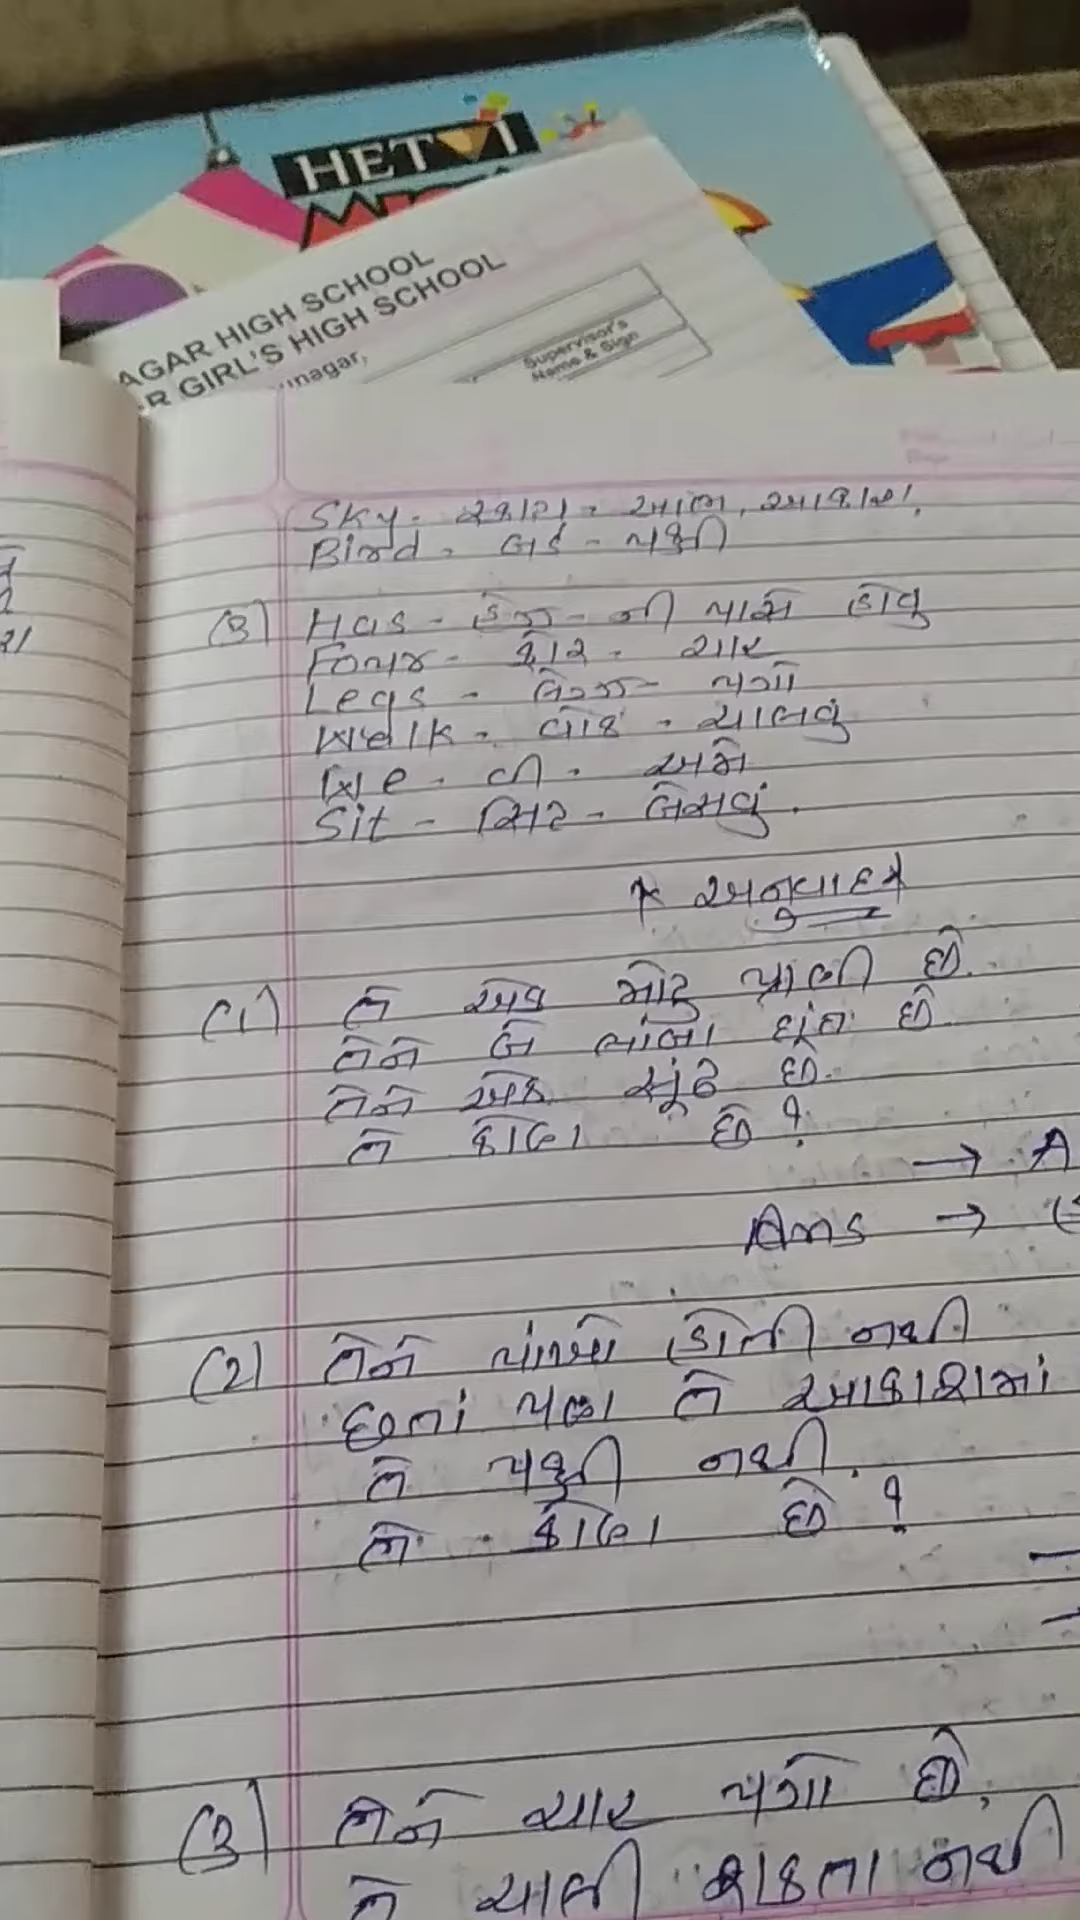 HETVI
AGAR HIGH SCHOOL
R GIRL'S HIGH SCHOOL
unagar,
Supervisor's
Name & Sign
Sky - સ્કાય - આભ, આકાશ,
Bird - બર્ડ - પક્ષી
(3) Has - હેઝ - ની પાસે હોવુ
Four - ફોર - ચાર
Legs - લેગ્ઝ - પગો
Walk - વોક - ચાલવું
We - વી - અમે
Sit - સિટ - બેસવું.
* અનુવાદ *
(1) તે એક મોટુ પ્રાણી છે.
તેને બે લાંબા દાંત છે
તેને એક સૂંઢ છે.
તે કોણ છે ?
→ A
Ans →
(2) તેને પાંખો હોતી નથી
છતાં પણ તે આકાશમાં
તે પક્ષી નથી.
તે કોણ છે ?
(3) તેને ચાર પગો છે,
તે ચાલી શકતા નથી